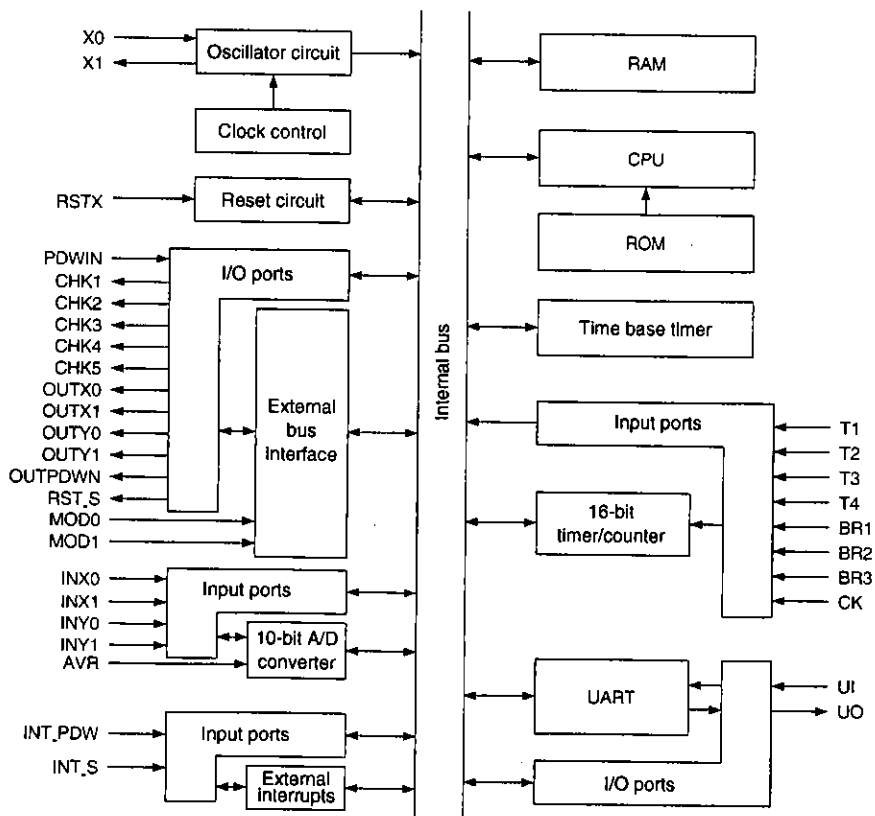 X0
X1
Oscillator circuit
Clock control
RSTX
Reset circuit
PDWIN
CHK1
CHK2
CHK3
CHK4
CHK5
OUTX0
OUTX1
OUTY0
OUTY1
OUTPDWN
RST_S
MOD0
MOD1
I/O ports
External
bus
interface
INX0
INX1
INY0
INY1
AVR
Input ports
10-bit A/D
converter
INT_PDW
INT_S
Input ports
External
interrupts
Internal bus
RAM
CPU
ROM
Time base timer
Input ports
16-bit
timer/counter
T1
T2
T3
T4
BR1
BR2
BR3
CK
UART
I/O ports
UI
UO